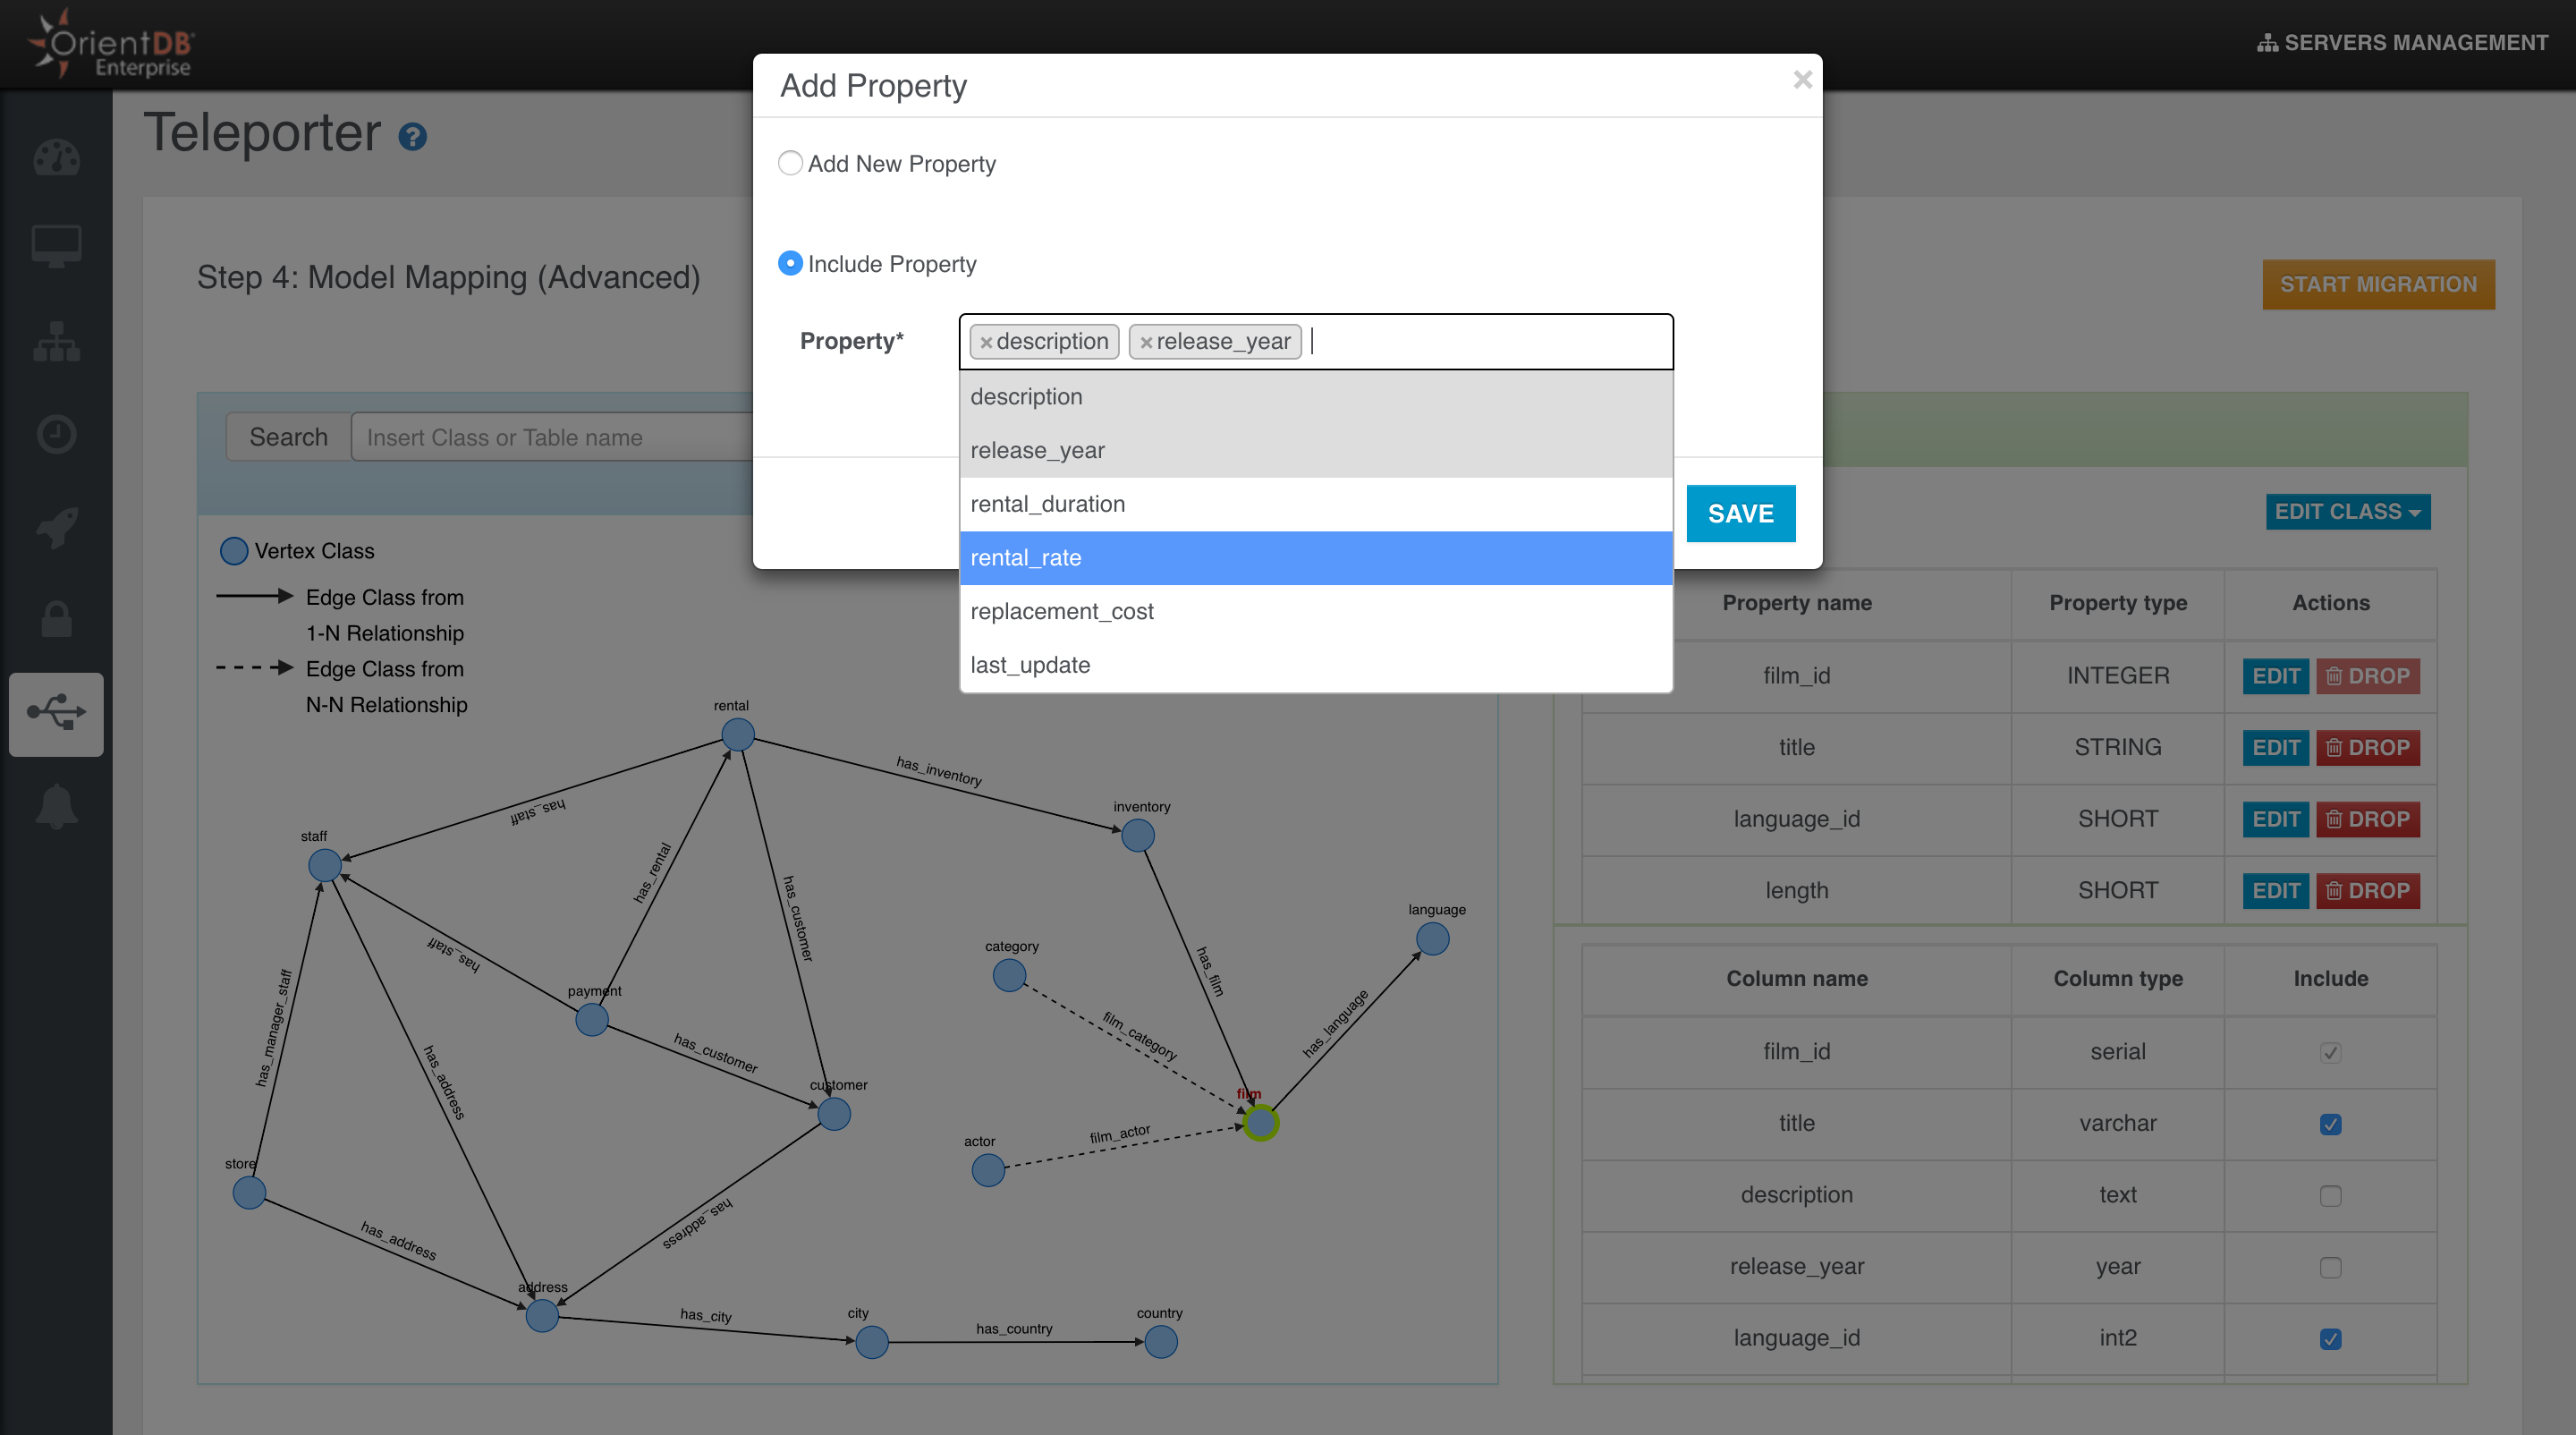 OrientDB
Enterprise
SERVERS MANAGEMENT
Teleporter ?
Add Property ×
Add New Property
Include Property
Property* ×description ×release_year
description
release_year
rental_duration
rental_rate
replacement_cost
last_update
SAVE
Step 4: Model Mapping (Advanced)
START MIGRATION
Search Insert Class or Table name
EDIT CLASS
Vertex Class
Edge Class from
1-N Relationship
Edge Class from
N-N Relationship
rental
has_inventory
inventory
has_staff
staff
has_rental
has_customer
language
category
has_film
has_staff
payment
has_manager_staff
film_category
has_language
has_address
has_customer
customer
film
actor
film_actor
store
has_address
has_address
address
has_city
city
has_country
country
Property name Property type Actions
film_id INTEGER EDIT DROP
title STRING EDIT DROP
language_id SHORT EDIT DROP
length SHORT EDIT DROP
Column name Column type Include
film_id serial
title varchar
description text
release_year year
language_id int2